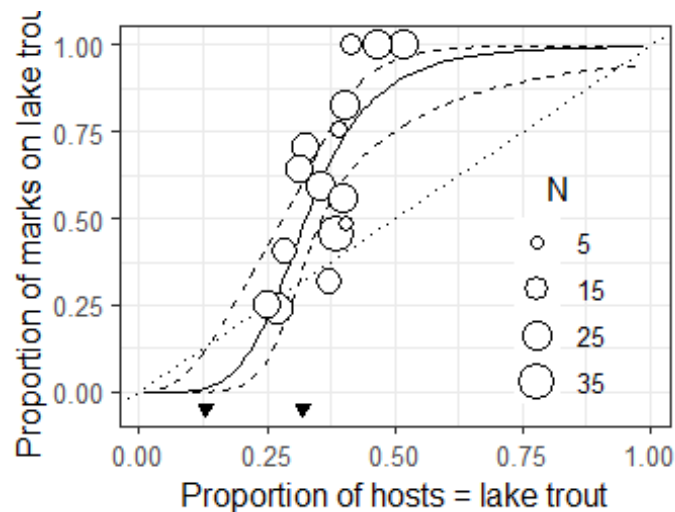 Proportion of marks on lake trou
1.00
0.75
0.50
0.25
0.00
N
5
15
25
35
0.00 0.25 0.50 0.75 1.00
Proportion of hosts = lake trout